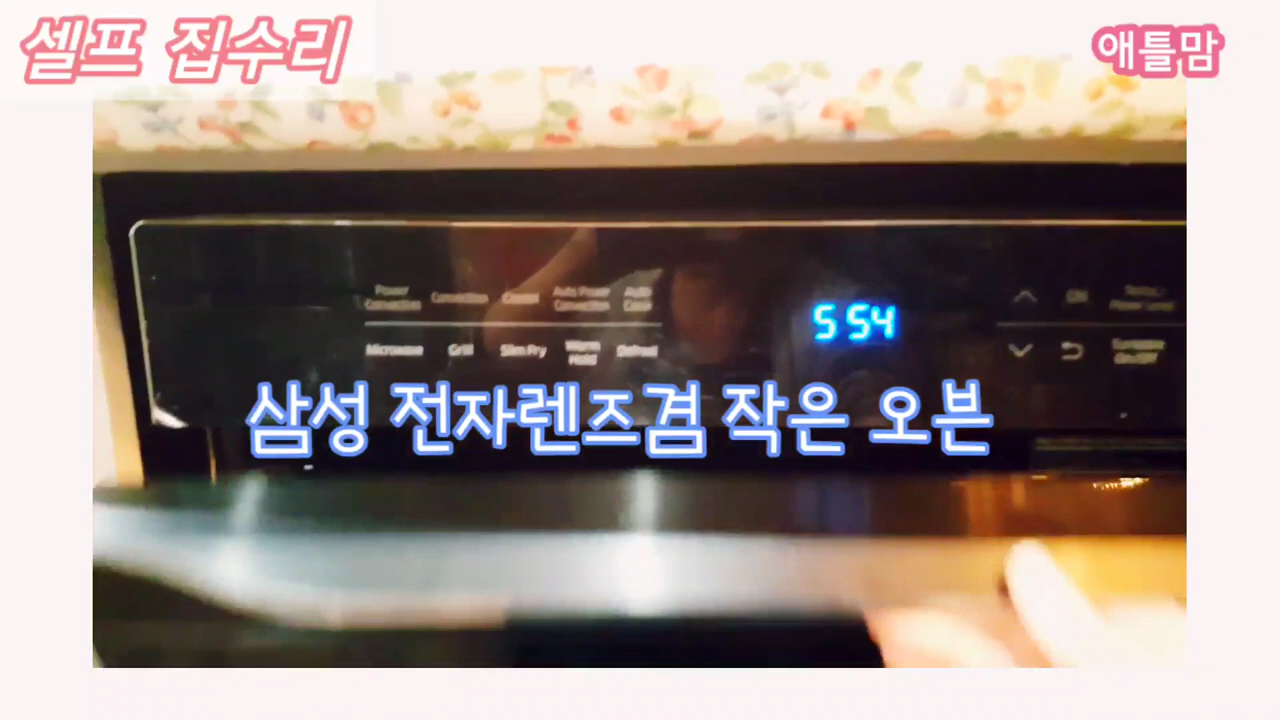 셀프 집수리
애틀맘
Power Convection
Convection
Auto Power Convection
Auto Cook
5 54
Microwave
Grill
Slim Fry
Warm Hold
Defrost
삼성 전자렌즈겸 작은 오븐